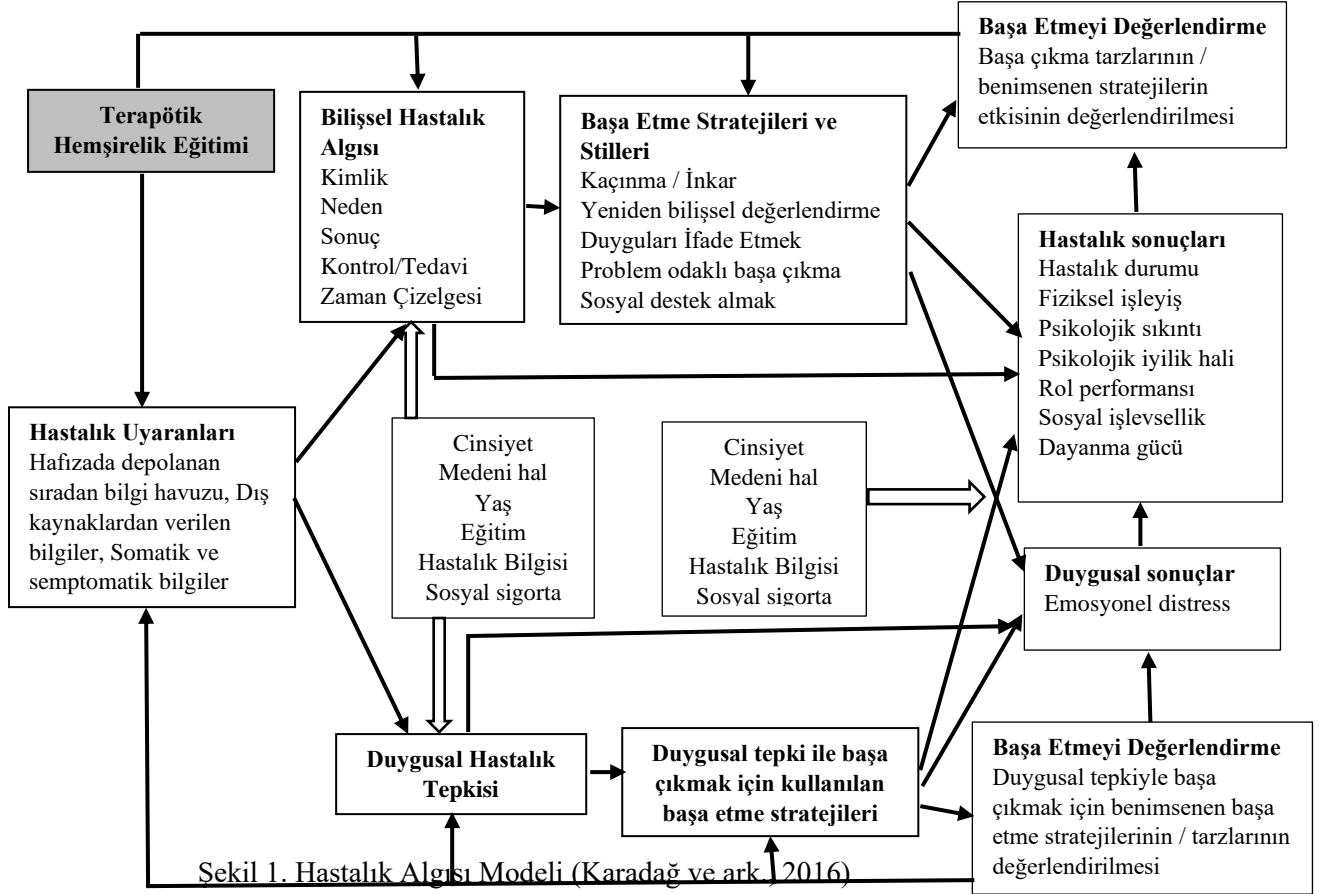 Başa Etmeyi Değerlendirme
Başa çıkma tarzlarının /
benimsenen stratejilerin
etkisinin değerlendirilmesi
Terapötik
Hemşirelik Eğitimi
Bilişsel Hastalık
Algısı
Kimlik
Neden
Sonuç
Kontrol/Tedavi
Zaman Çizelgesi
Başa Etme Stratejileri ve
Stilleri
Kaçınma / İnkar
Yeniden bilişsel değerlendirme
Duyguları İfade Etmek
Problem odaklı başa çıkma
Sosyal destek almak
Hastalık sonuçları
Hastalık durumu
Fiziksel işleyiş
Psikolojik sıkıntı
Psikolojik iyilik hali
Rol performansı
Sosyal işlevsellik
Dayanma gücü
Hastalık Uyaranları
Hafızada depolanan
sıradan bilgi havuzu, Dış
kaynaklardan verilen
bilgiler, Somatik ve
semptomatik bilgiler
Cinsiyet
Medeni hal
Yaş
Eğitim
Hastalık Bilgisi
Sosyal sigorta
Cinsiyet
Medeni hal
Yaş
Eğitim
Hastalık Bilgisi
Sosyal sigorta
Duygusal sonuçlar
Emosyonel distress
Duygusal Hastalık
Tepkisi
Duygusal tepki ile başa
çıkmak için kullanılan
başa etme stratejileri
Başa Etmeyi Değerlendirme
Duygusal tepkiyle başa
çıkmak için benimsenen başa
etme stratejilerinin / tarzlarının
değerlendirilmesi
Şekil 1. Hastalık Algısı Modeli (Karadağ ve ark., 2016)